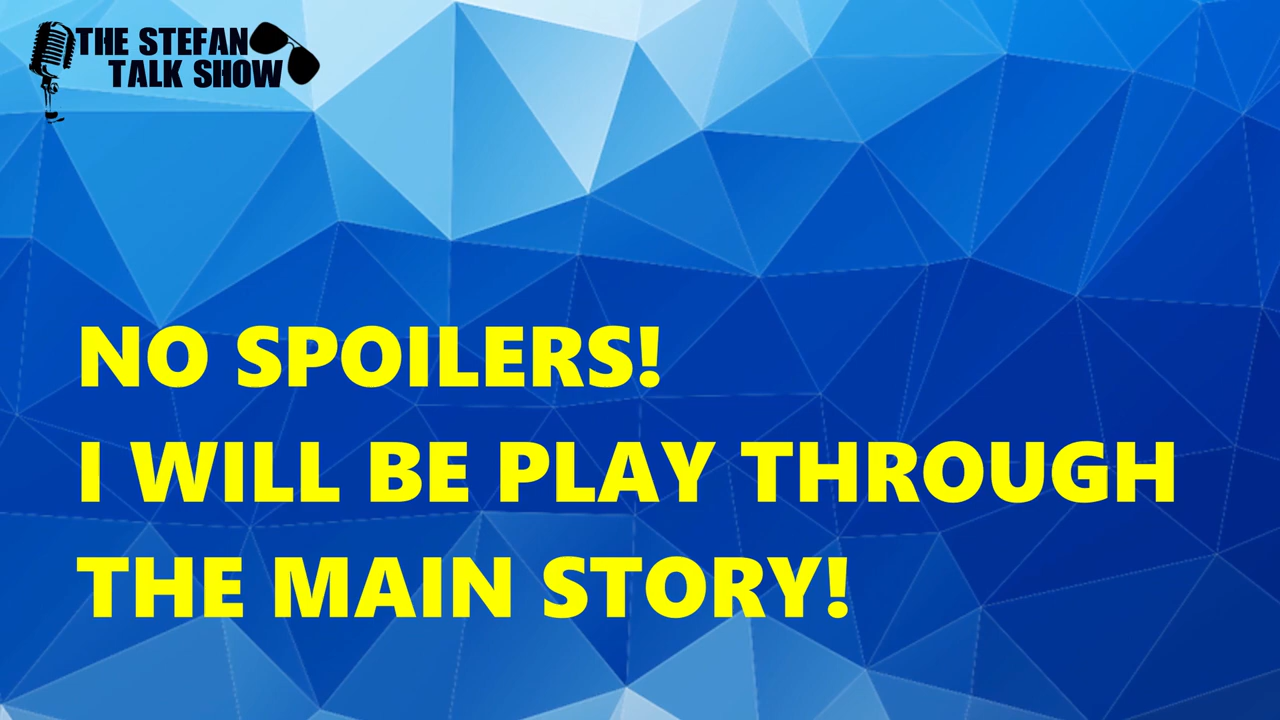 THE STEFAN
TALK SHOW
NO SPOILERS!
I WILL BE PLAY THROUGH
THE MAIN STORY!